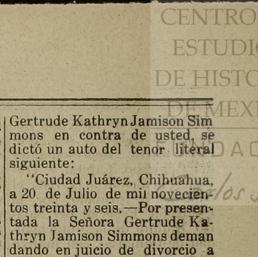 CENTRO
ESTUDI
DE HISTO
DE MEXI
Gertrude Kathryn Jamison Sim
mons en contra de usted, se
dictó un auto del tenor literal
siguiente:
"Ciudad Juárez, Chihuahua,
a 20 de Julio de mil novecien-
tos treinta y seis.—Por presen-
tada la Señora Gertrude Ka-
thryn Jamison Simmons deman
dando en juicio de divorcio a